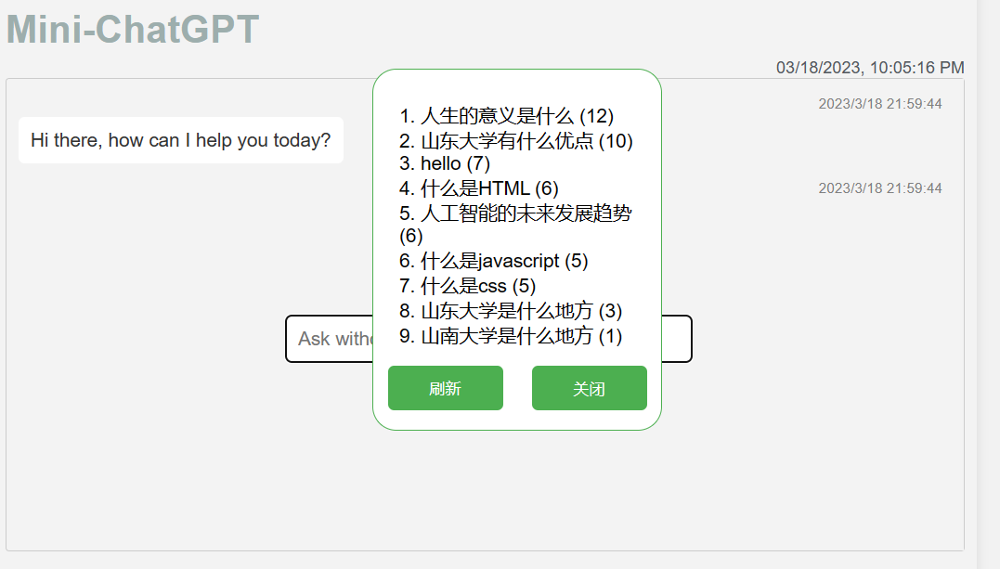 Mini-ChatGPT
03/18/2023, 10:05:16 PM
2023/3/18 21:59:44
Hi there, how can I help you today?
2023/3/18 21:59:44
1. 人生的意义是什么 (12)
2. 山东大学有什么优点 (10)
3. hello (7)
4. 什么是HTML (6)
5. 人工智能的未来发展趋势
(6)
6. 什么是javascript (5)
7. 什么是css (5)
8. 山东大学是什么地方 (3)
9. 山南大学是什么地方 (1)
Ask
刷新 关闭